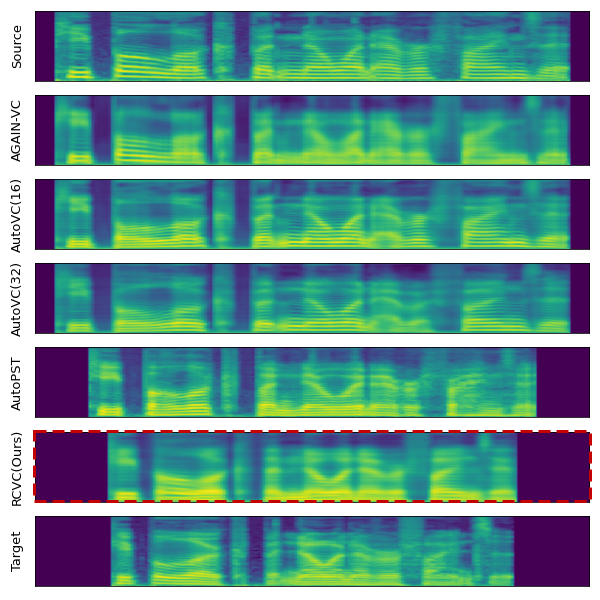 Source
AGAIN-VC
AutoVC(16)
AutoVC(32)
AutoPST
RCVC(Ours)
Target